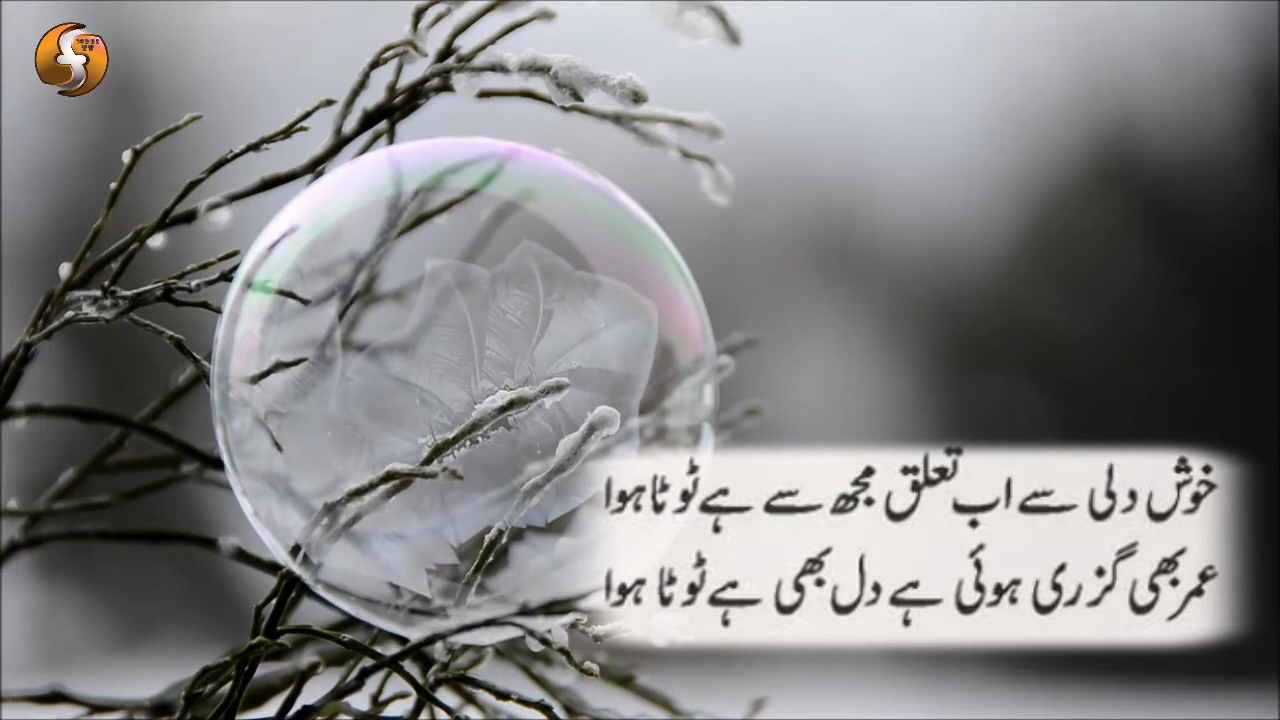 خوش دلی سے اب تعلق مجھ سے ہے ٹوٹا ہوا
عمر بھی گزری ہوئی ہے دل بھی ہے ٹوٹا ہوا